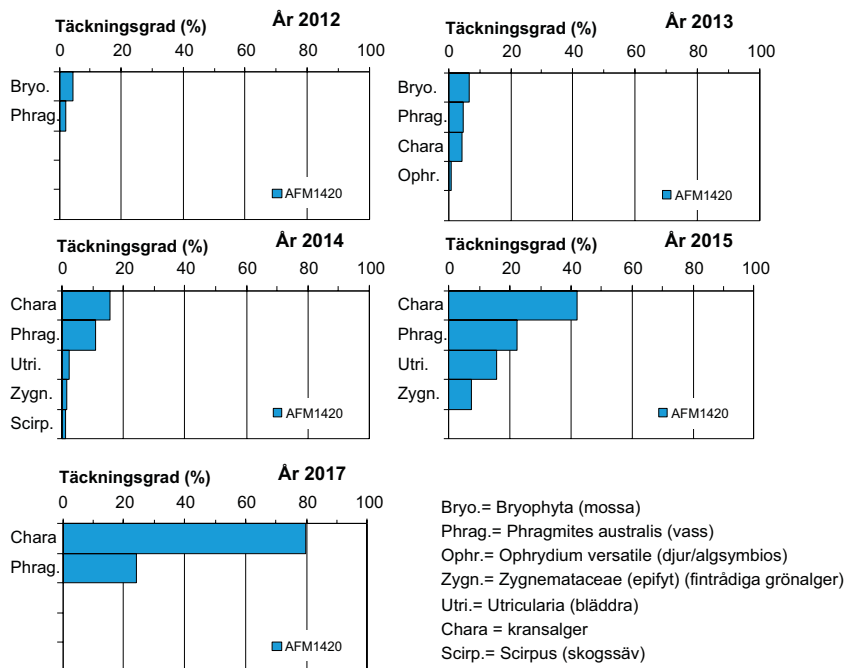 Täckningsgrad (%) År 2012
0 20 40 60 80 100
Bryo.
Phrag.
AFM1420
Täckningsgrad (%) År 2013
0 20 40 60 80 100
Bryo.
Phrag.
Chara
Ophr.
AFM1420
Täckningsgrad (%) År 2014
0 20 40 60 80 100
Chara
Phrag.
Utri.
Zygn.
Scirp.
AFM1420
Täckningsgrad (%) År 2015
0 20 40 60 80 100
Chara
Phrag.
Utri.
Zygn.
AFM1420
Täckningsgrad (%) År 2017
0 20 40 60 80 100
Chara
Phrag.
AFM1420
Bryo.= Bryophyta (mossa)
Phrag.= Phragmites australis (vass)
Ophr.= Ophrydium versatile (djur/algsymbios)
Zygn.= Zygnemataceae (epifyt) (fintrådiga grönalger)
Utri.= Utricularia (bläddra)
Chara = kransalger
Scirp.= Scirpus (skogssäv)